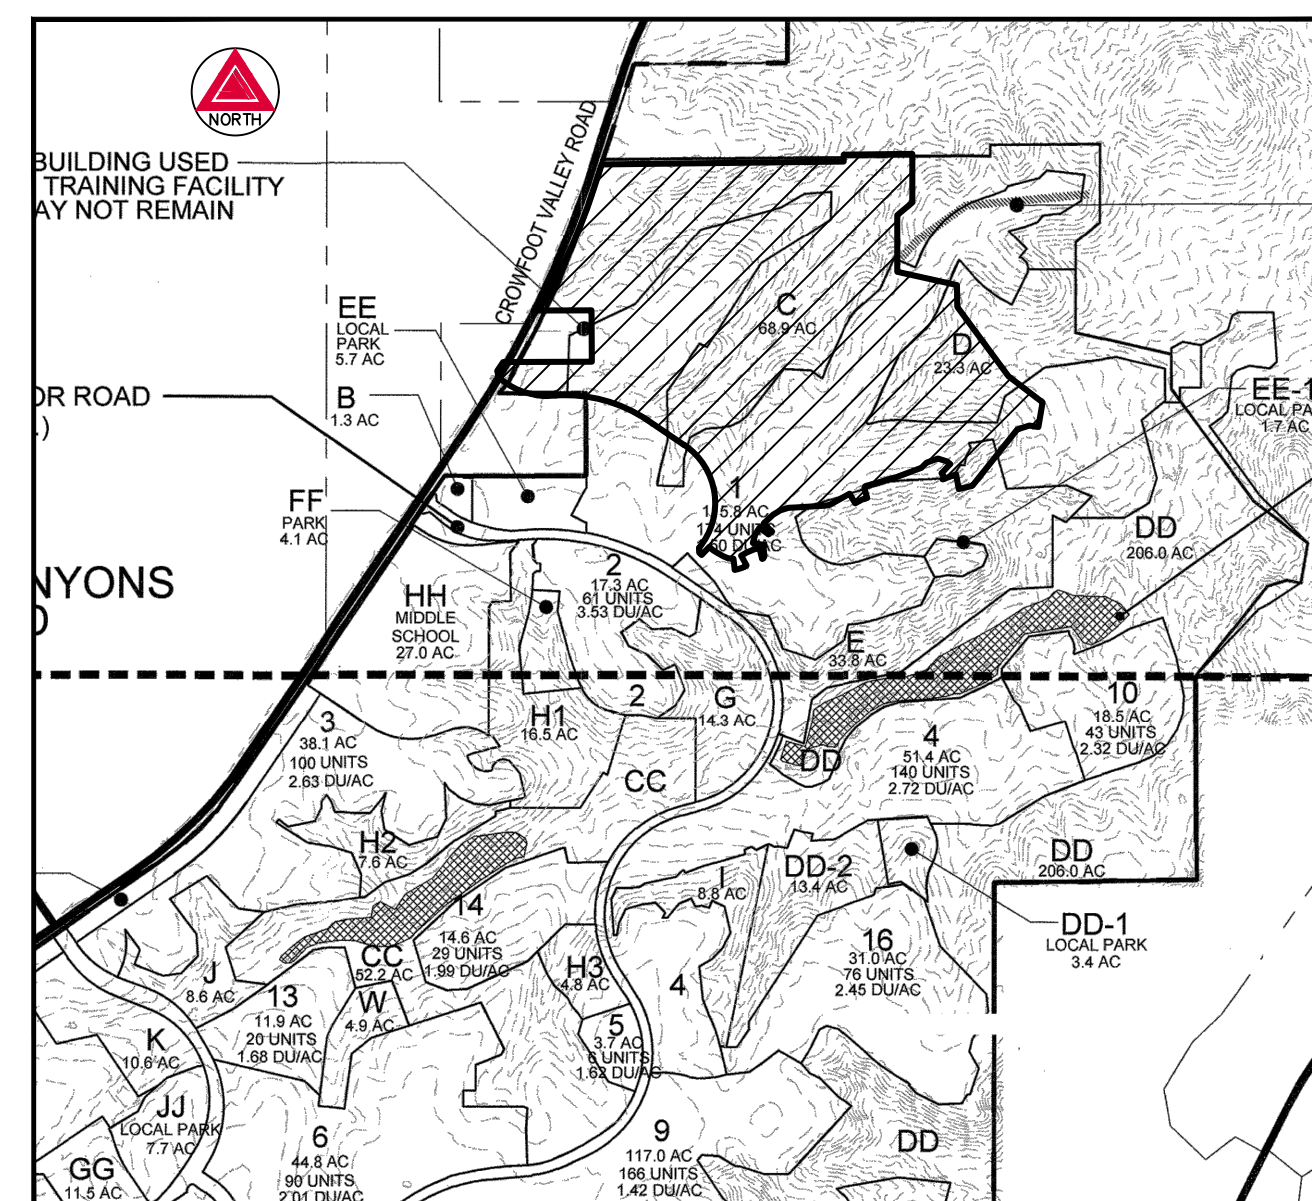 NORTH
BUILDING USED
TRAINING FACILITY
AY NOT REMAIN
CROWFOOT VALLEY ROAD
EE
LOCAL
PARK
5.7 AC
OR ROAD
.)
B
1.3 AC
C
68.9 AC
D
23.3 AC
EE-1
LOCAL PA
1.7 AC
FF
PARK
4.1 AC
1
DD
206.0 AC
NYONS
HH
MIDDLE
SCHOOL
27.0 AC
2
17.3 AC
61 UNITS
3.53 DU/AC
E
33.8 AC
2
G
14.3 AC
H1
16.5 AC
10
18.5 AC
43 UNITS
2.32 DU/AC
3
38.1 AC
100 UNITS
2.63 DU/AC
4
51.4 AC
140 UNITS
2.72 DU/AC
DD
CC
H2
7.6 AC
I
8.8 AC
DD-2
13.4 AC
DD
206.0 AC
14
14.6 AC
29 UNITS
1.99 DU/AC
DD-1
LOCAL PARK
3.4 AC
16
31.0 AC
76 UNITS
2.45 DU/AC
CC
52.2 AC
H3
4.8 AC
4
J
8.6 AC
13
11.9 AC
20 UNITS
1.68 DU/AC
W
4.9 AC
5
3.7 AC
6 UNITS
1.62 DU/AC
K
10.6 AC
JJ
LOCAL PARK
7.7 AC
6
44.8 AC
90 UNITS
2.01 DU/AC
9
117.0 AC
166 UNITS
1.42 DU/AC
DD
GG
11.5 AC